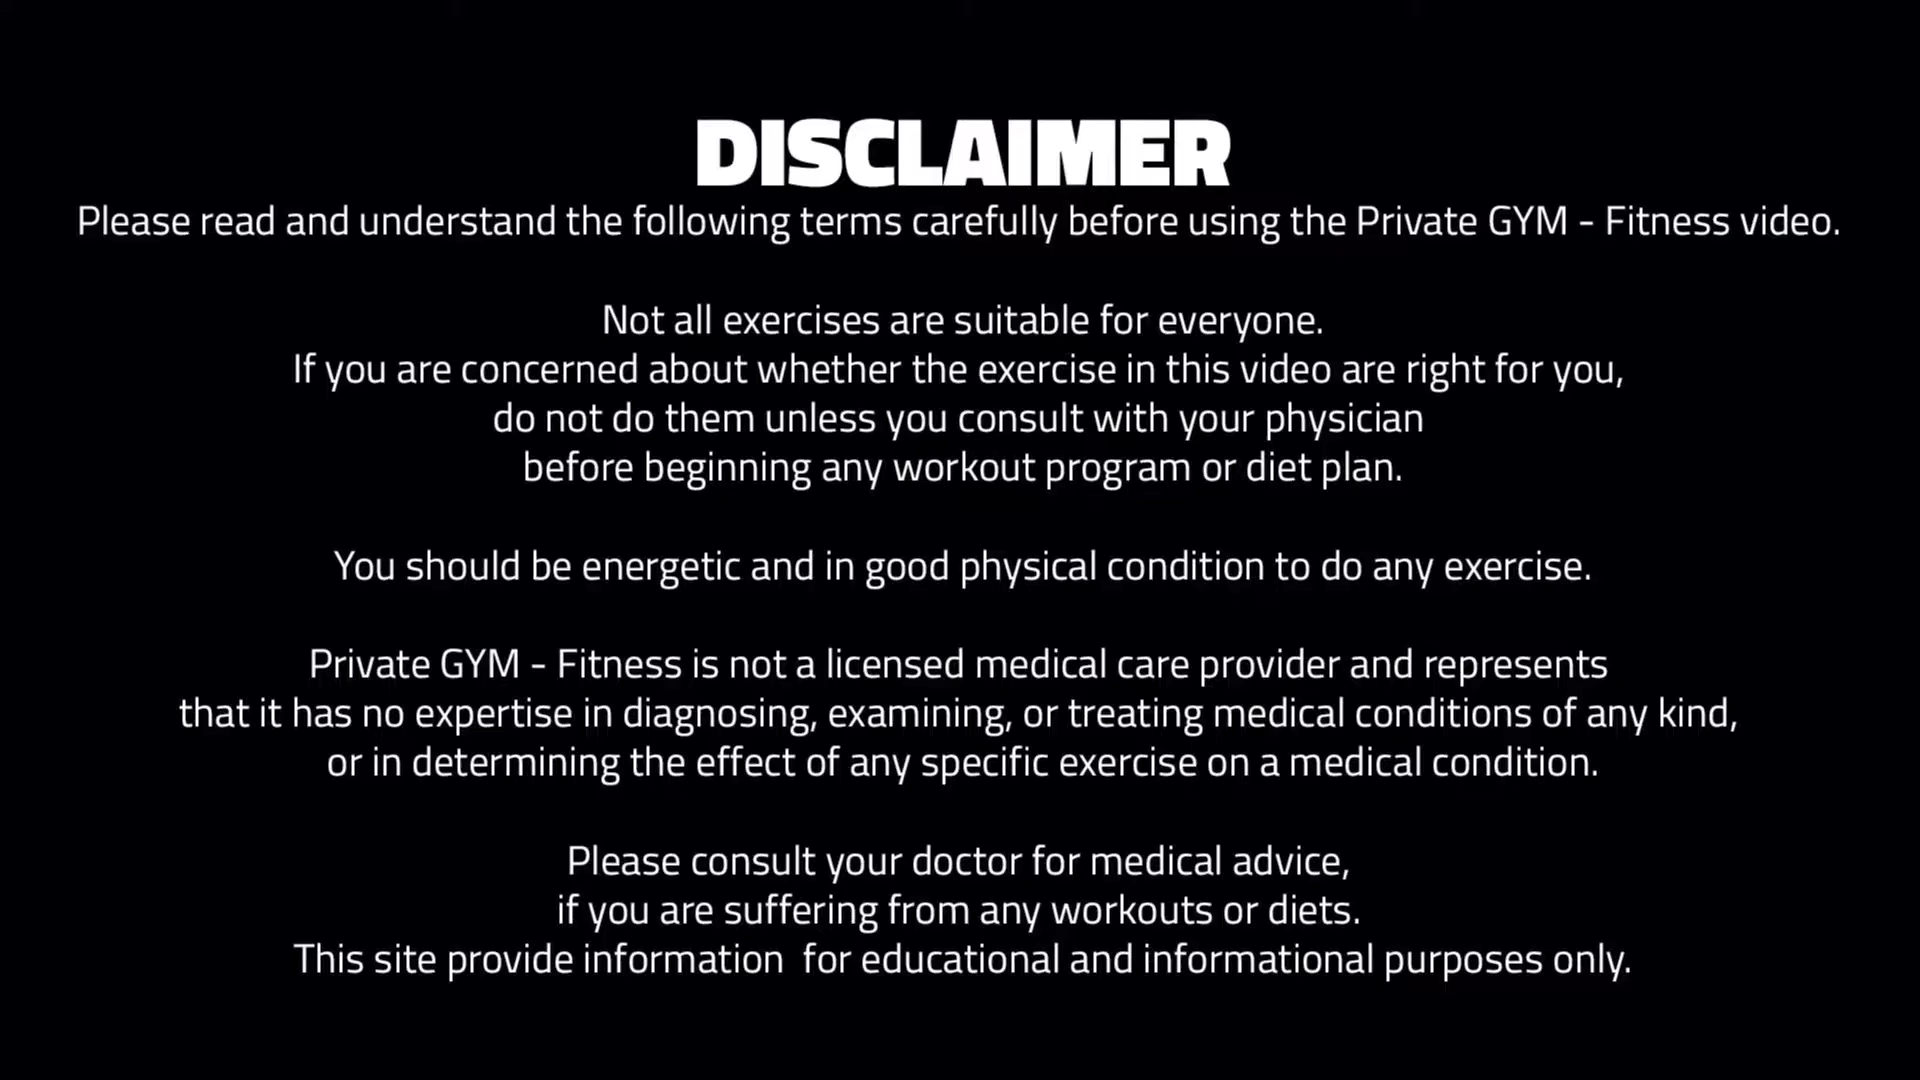 DISCLAIMER
Please read and understand the following terms carefully before using the Private GYM - Fitness video.
Not all exercises are suitable for everyone.
If you are concerned about whether the exercise in this video are right for you,
do not do them unless you consult with your physician
before beginning any workout program or diet plan.
You should be energetic and in good physical condition to do any exercise.
Private GYM - Fitness is not a licensed medical care provider and represents
that it has no expertise in diagnosing, examining, or treating medical conditions of any kind,
or in determining the effect of any specific exercise on a medical condition.
Please consult your doctor for medical advice,
if you are suffering from any workouts or diets.
This site provide information  for educational and informational purposes only.